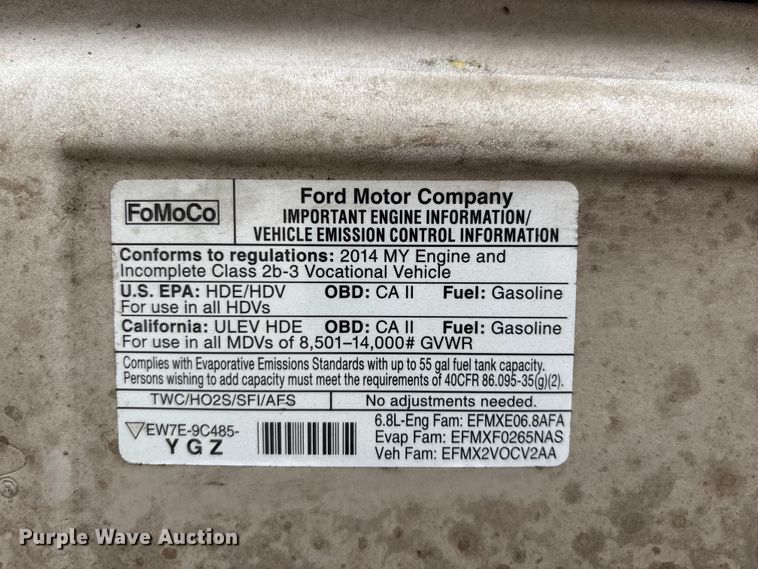 FoMoCo
Ford Motor Company
IMPORTANT ENGINE INFORMATION/
VEHICLE EMISSION CONTROL INFORMATION
Conforms to regulations: 2014 MY Engine and
Incomplete Class 2b-3 Vocational Vehicle
U.S. EPA: HDE/HDV OBD: CA II Fuel: Gasoline
For use in all HDVs
California: ULEV HDE OBD: CA II Fuel: Gasoline
For use in all MDVs of 8,501–14,000# GVWR
Complies with Evaporative Emissions Standards with up to 55 gal fuel tank capacity.
Persons wishing to add capacity must meet the requirements of 40CFR 86.095-35(g)(2).
TWC/HO2S/SFI/AFS No adjustments needed.
EW7E-9C485-
Y G Z
6.8L-Eng Fam: EFMXE06.8AFA
Evap Fam: EFMXF0265NAS
Veh Fam: EFMX2VOCV2AA
Purple Wave Auction